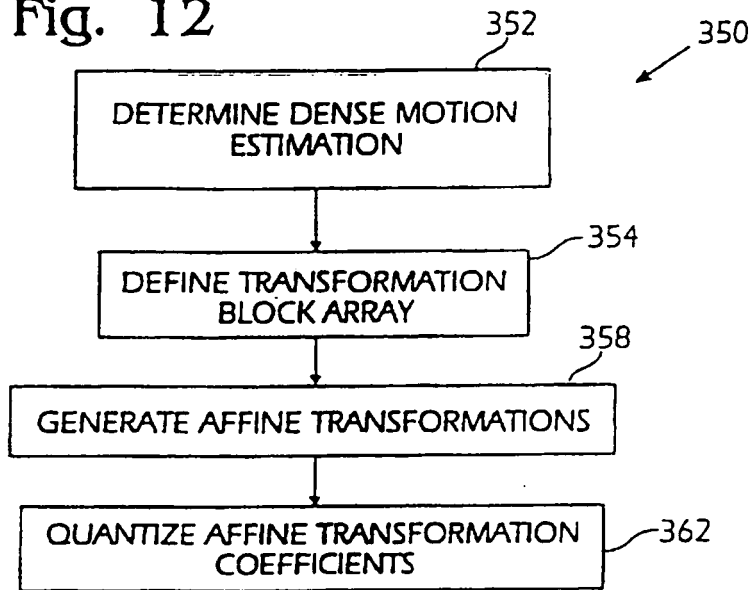 Fig. 12
352
350
DETERMINE DENSE MOTION
ESTIMATION
354
DEFINE TRANSFORMATION
BLOCK ARRAY
358
GENERATE AFFINE TRANSFORMATIONS
QUANTIZE AFFINE TRANSFORMATION
COEFFICIENTS
362